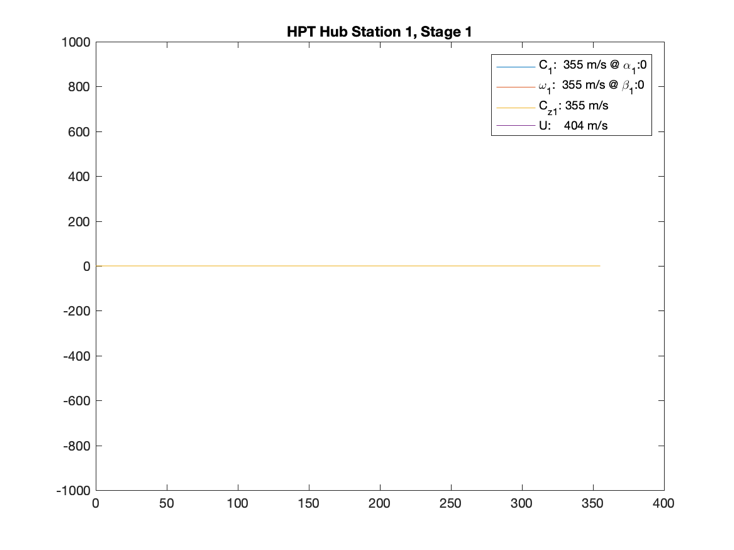 HPT Hub Station 1, Stage 1
1000
800
600
400
200
0
-200
-400
-600
-800
-1000
0 50 100 150 200 250 300 350 400
C₁: 355 m/s @ α₁:0
ω₁: 355 m/s @ β₁:0
C_z1: 355 m/s
U: 404 m/s